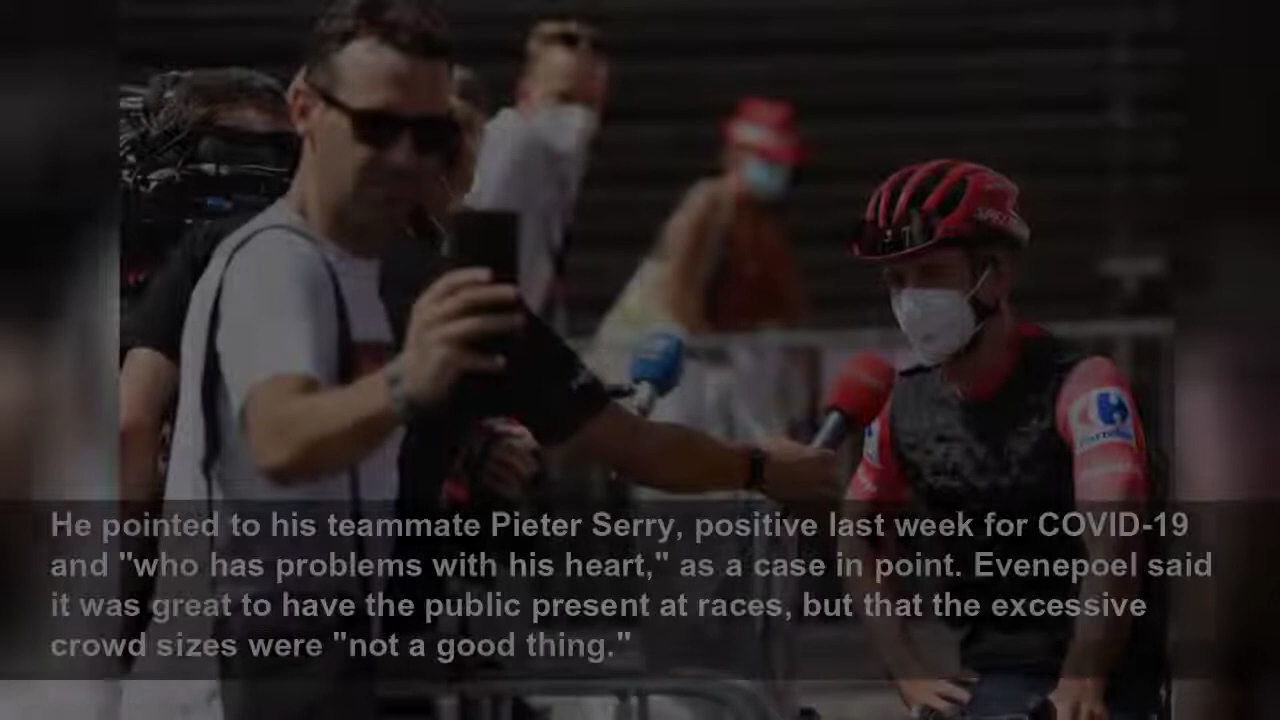 He pointed to his teammate Pieter Serry, positive last week for COVID-19
and "who has problems with his heart," as a case in point. Evenepoel said
it was great to have the public present at races, but that the excessive
crowd sizes were "not a good thing."